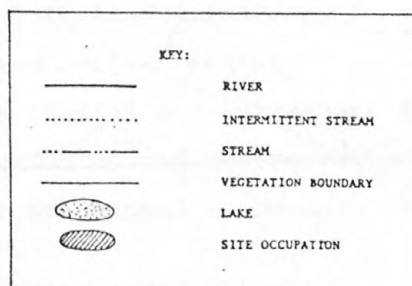 KEY:
RIVER
INTERMITTENT STREAM
STREAM
VEGETATION BOUNDARY
LAKE
SITE OCCUPATION